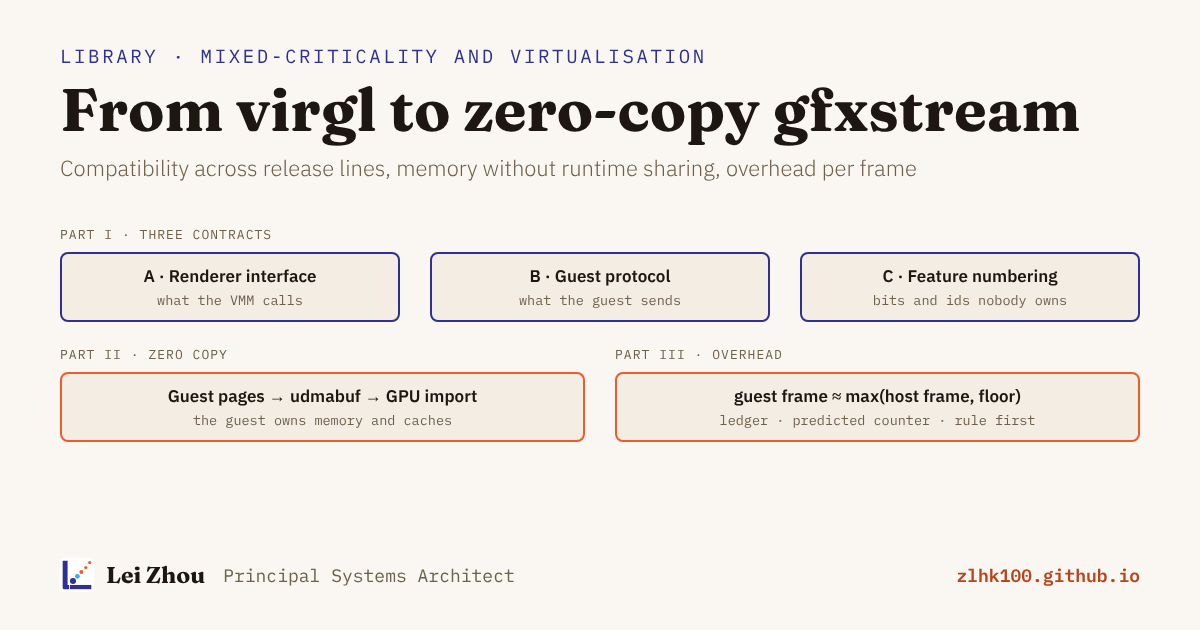 LIBRARY · MIXED-CRITICALITY AND VIRTUALISATION
From virgl to zero-copy gfxstream
Compatibility across release lines, memory without runtime sharing, overhead per frame
PART I · THREE CONTRACTS
A · Renderer interface
what the VMM calls
B · Guest protocol
what the guest sends
C · Feature numbering
bits and ids nobody owns
PART II · ZERO COPY
Guest pages → udmabuf → GPU import
the guest owns memory and caches
PART III · OVERHEAD
guest frame ≈ max(host frame, floor)
ledger · predicted counter · rule first
Lei Zhou Principal Systems Architect
zlhk100.github.io